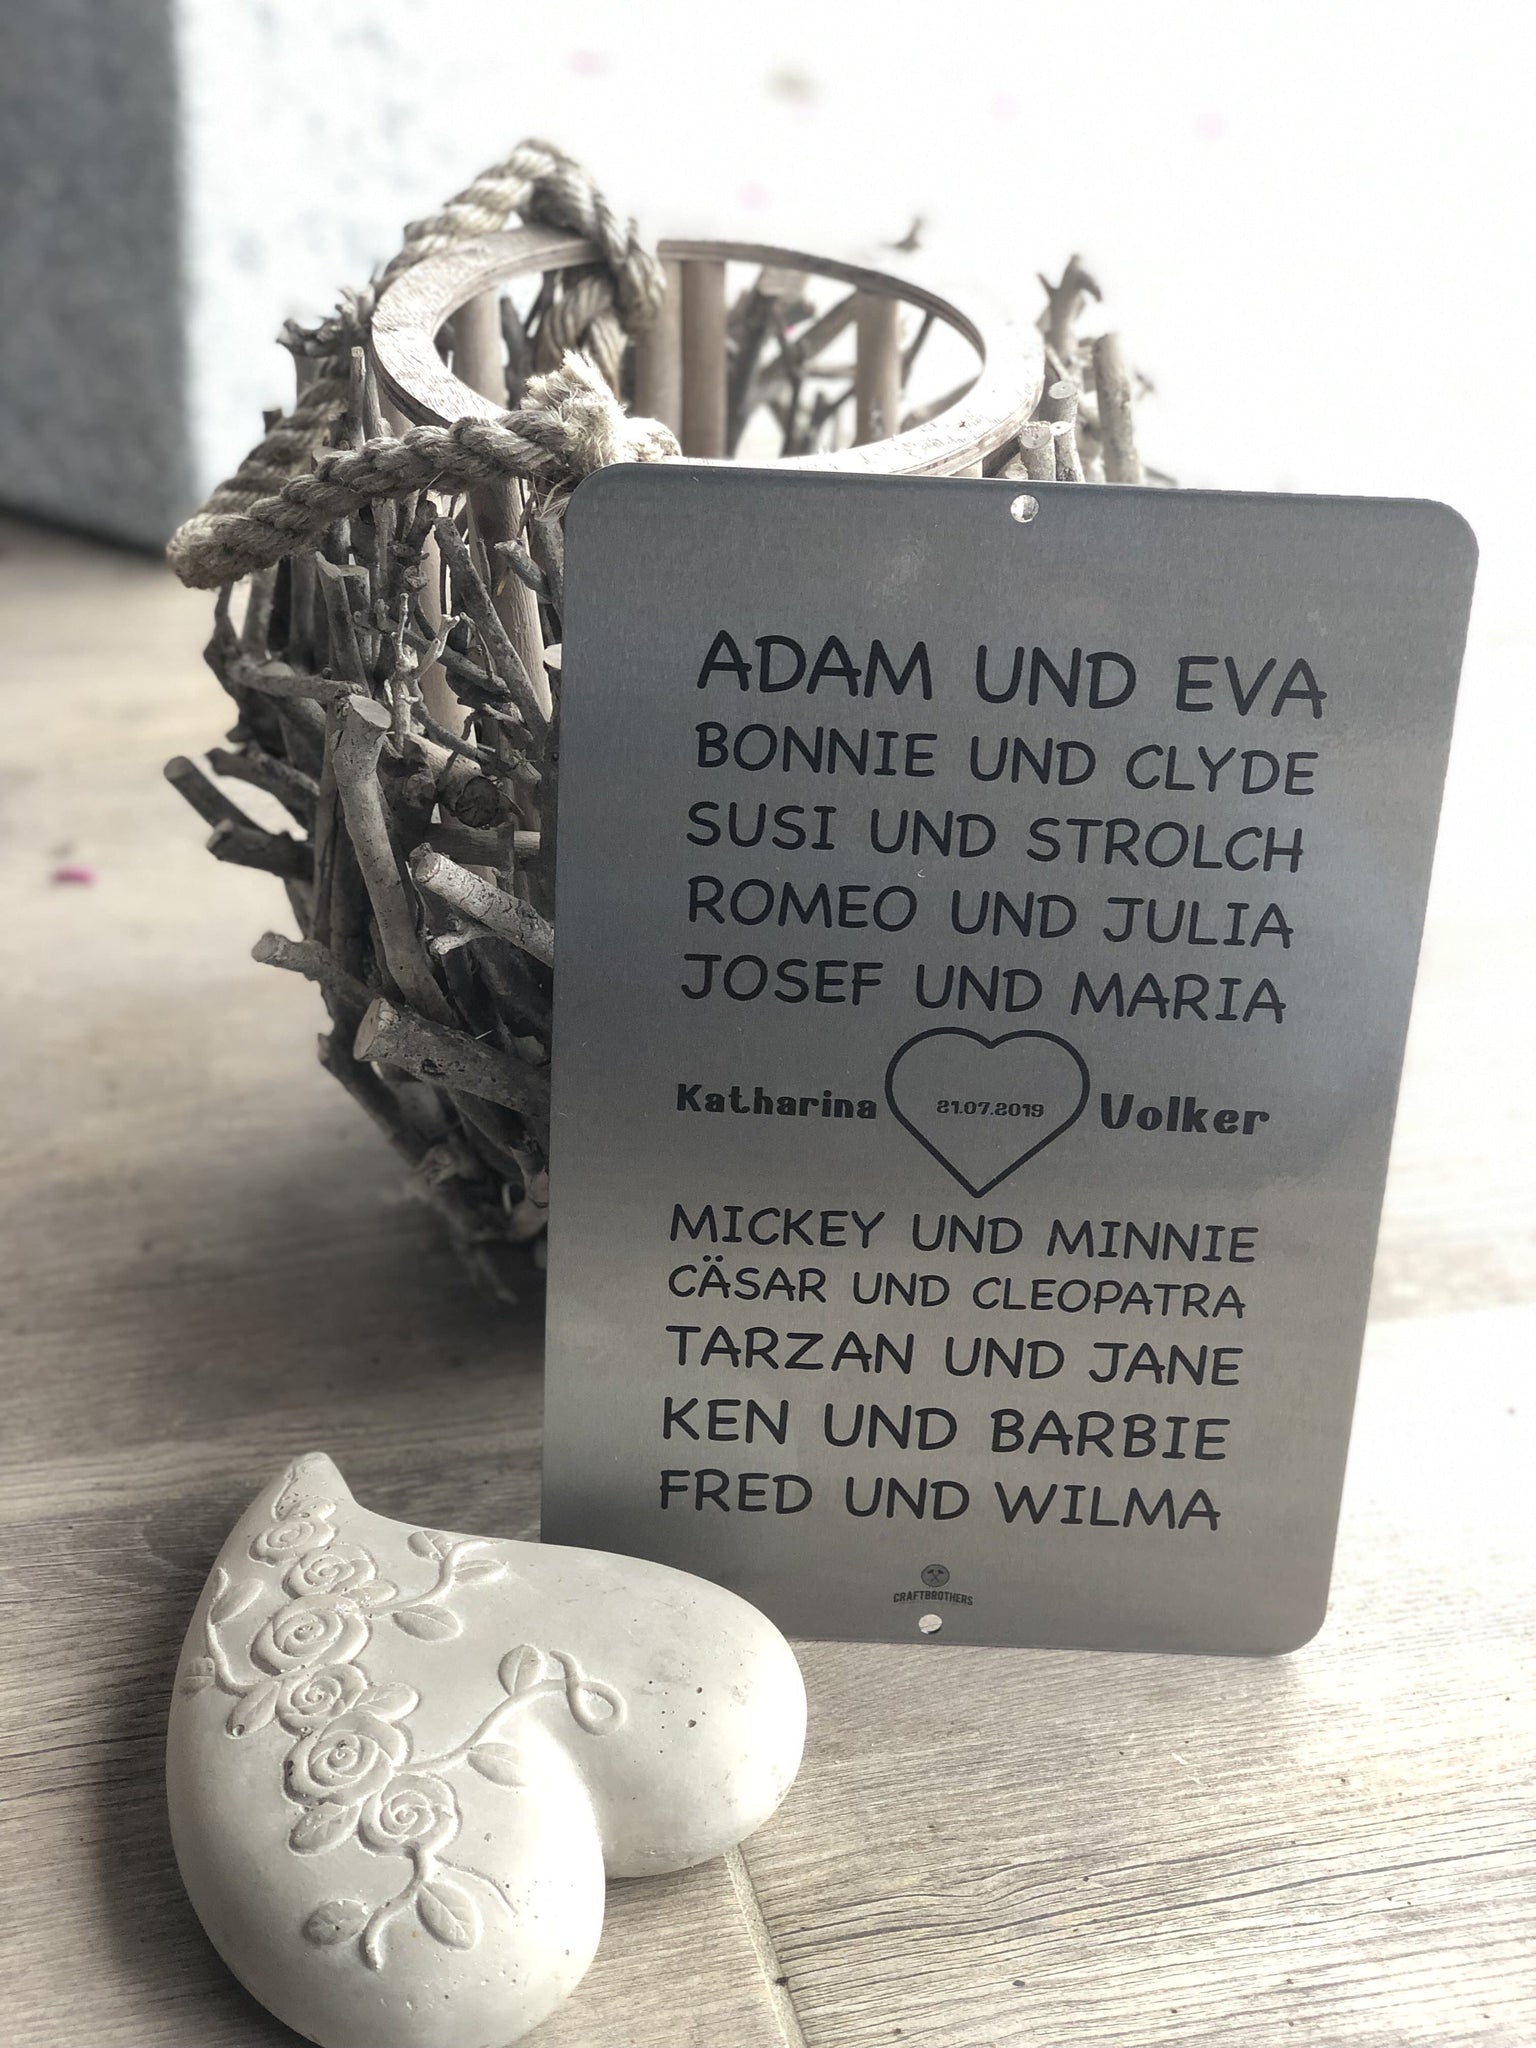 ADAM UND EVA
BONNIE UND CLYDE
SUSI UND STROLCH
ROMEO UND JULIA
JOSEF UND MARIA
Katharina 21.07.2019 Volker
MICKEY UND MINNIE
CÄSAR UND CLEOPATRA
TARZAN UND JANE
KEN UND BARBIE
FRED UND WILMA
CRAFTBROTHERS